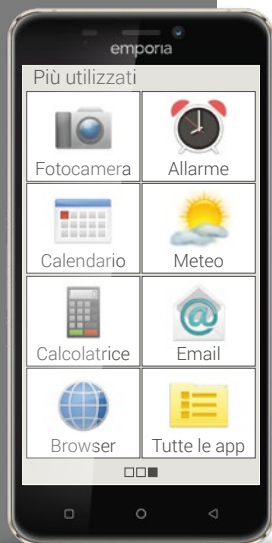 emporia
Più utilizzati
Fotocamera
Allarme
Calendario
Meteo
Calcolatrice
Email
Browser
Tutte le app